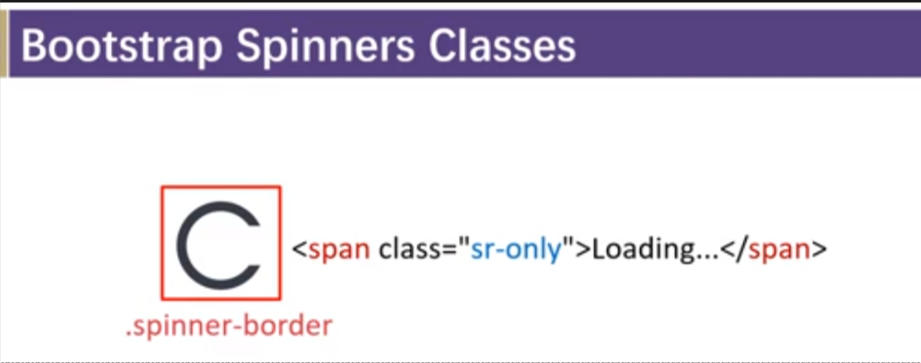 Bootstrap Spinners Classes
<span class="sr-only">Loading...</span>
.spinner-border